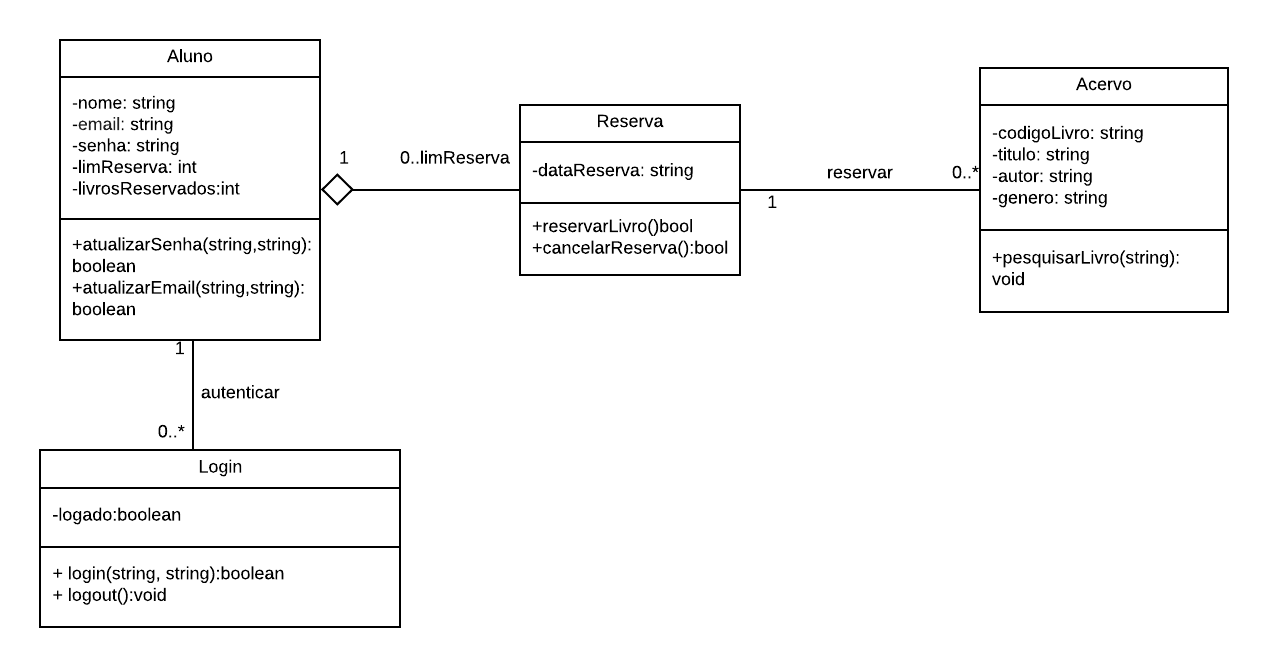 Aluno
-nome: string
-email: string
-senha: string
-limReserva: int
-livrosReservados:int
+atualizarSenha(string,string):
boolean
+atualizarEmail(string,string):
boolean
1
0..limReserva
Reserva
-dataReserva: string
+reservarLivro()bool
+cancelarReserva():bool
reservar
1
0..*
Acervo
-codigoLivro: string
-titulo: string
-autor: string
-genero: string
+pesquisarLivro(string):
void
1
autenticar
0..*
Login
-logado:boolean
+ login(string, string):boolean
+ logout():void